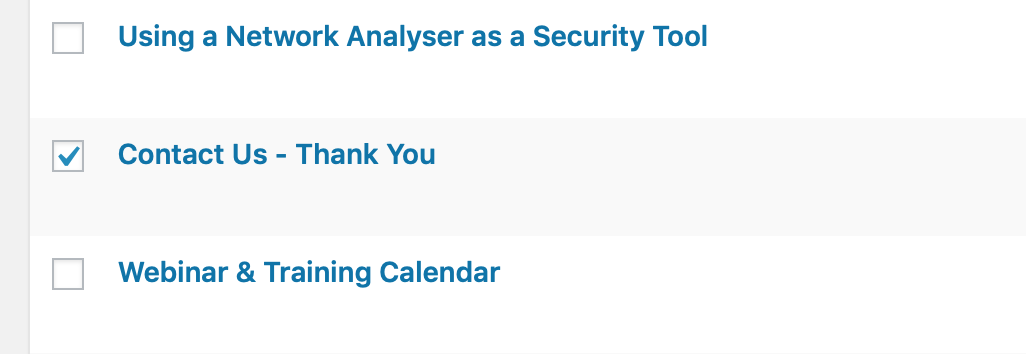 Using a Network Analyser as a Security Tool
Contact Us - Thank You
Webinar & Training Calendar